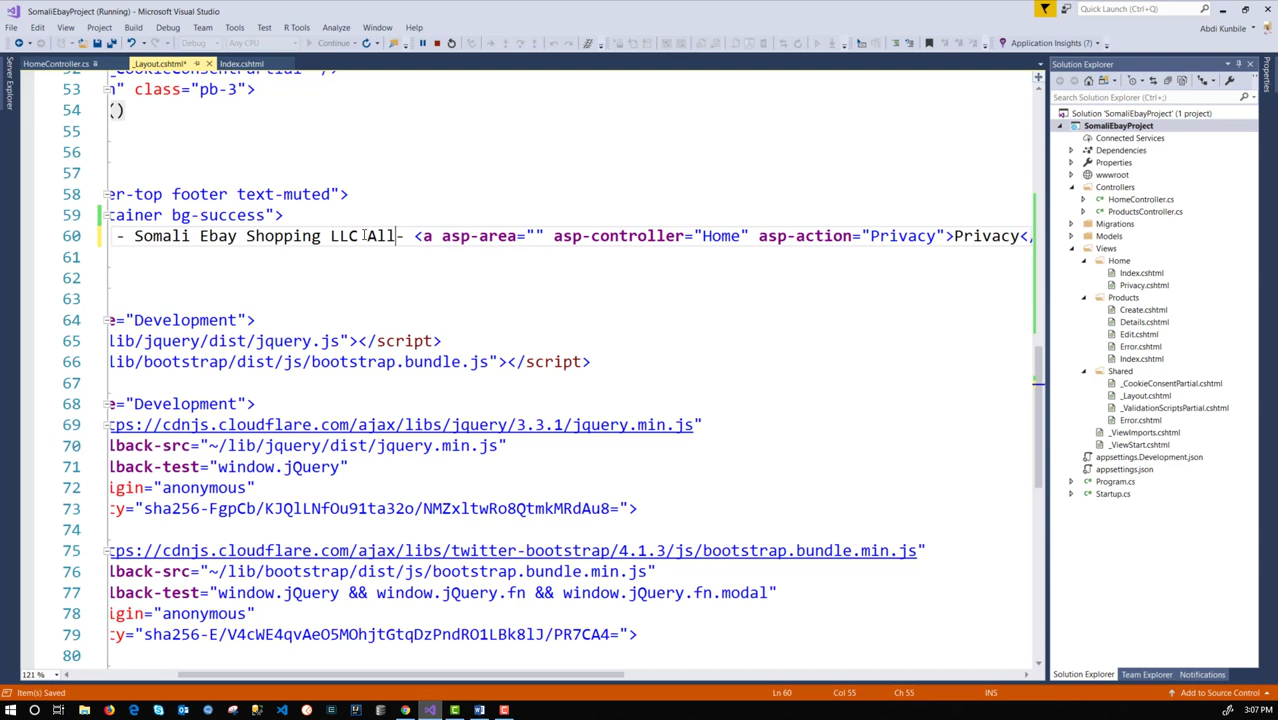 SomaliEbayProject (Running) - Microsoft Visual Studio
Quick Launch (Ctrl+Q)
File Edit View Project Build Debug Team Tools R Tools Analyze Window Help
Abdi Kunbile
Debug Any CPU Continue Application Insights (7)
HomeController.cs _Layout.cshtml* Index.cshtml
Server Explorer
Properties
53 n" class="pb-3">
54 ()
55
56
57
58 er-top footer text-muted">
59 tainer bg-success">
60 - Somali Ebay Shopping LLC All- <a asp-area="" asp-controller="Home" asp-action="Privacy">Privacy</
61
62
63
64 e="Development">
65 lib/jquery/dist/jquery.js"></script>
66 lib/bootstrap/dist/js/bootstrap.bundle.js"></script>
67
68 e="Development">
69 tps://cdnjs.cloudflare.com/ajax/libs/jquery/3.3.1/jquery.min.js"
70 lback-src="~/lib/jquery/dist/jquery.min.js"
71 lback-test="window.jQuery"
72 igin="anonymous"
73 ty="sha256-FgpCb/KJQlLNfOu91ta32o/NMZxltwRo8QtmkMRdAu8=">
74
75 tps://cdnjs.cloudflare.com/ajax/libs/twitter-bootstrap/4.1.3/js/bootstrap.bundle.min.js"
76 lback-src="~/lib/bootstrap/dist/js/bootstrap.bundle.min.js"
77 lback-test="window.jQuery && window.jQuery.fn && window.jQuery.fn.modal"
78 igin="anonymous"
79 ty="sha256-E/V4cWE4qvAeO5MOhjtGtqDzPndRO1LBk8lJ/PR7CA4=">
80
Solution Explorer
Search Solution Explorer (Ctrl+;)
Solution 'SomaliEbayProject' (1 project)
SomaliEbayProject
Connected Services
Dependencies
Properties
wwwroot
Controllers
HomeController.cs
ProductsController.cs
Migrations
Models
Views
Home
Index.cshtml
Privacy.cshtml
Products
Create.cshtml
Details.cshtml
Edit.cshtml
Error.cshtml
Index.cshtml
Shared
_CookieConsentPartial.cshtml
_Layout.cshtml
_ValidationScriptsPartial.cshtml
Error.cshtml
_ViewImports.cshtml
_ViewStart.cshtml
appsettings.Development.json
appsettings.json
Program.cs
Startup.cs
121 %
Solution Explorer Team Explorer Notifications
Item(s) Saved Ln 60 Col 55 Ch 55 INS Add to Source Control
3:07 PM